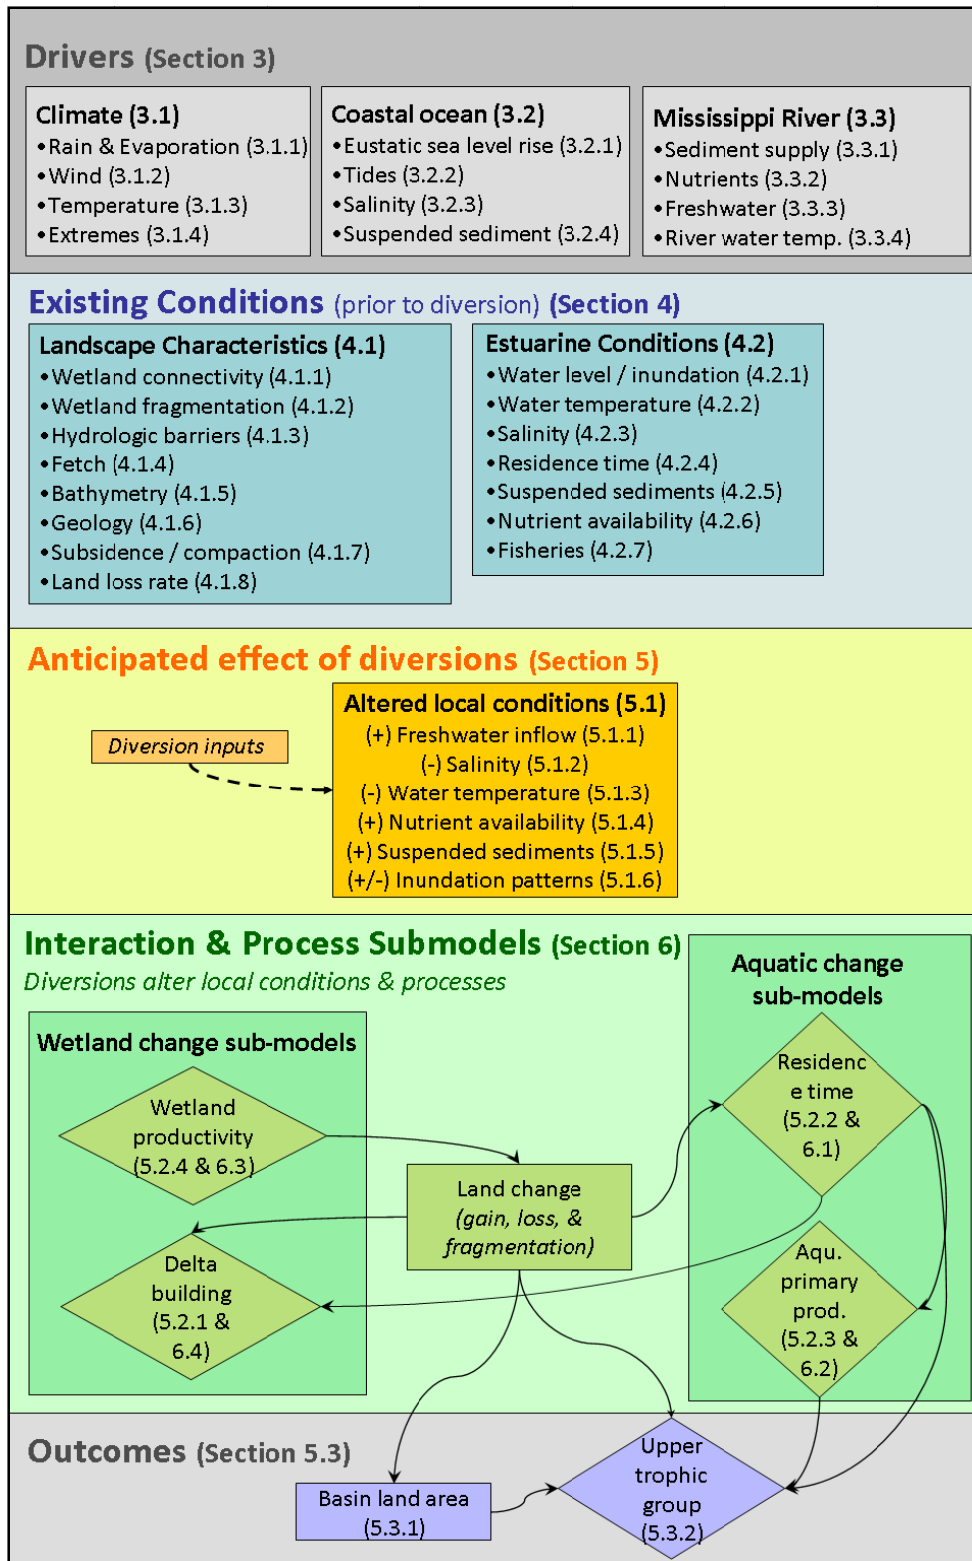 Drivers (Section 3)
Climate (3.1)
•Rain & Evaporation (3.1.1)
•Wind (3.1.2)
•Temperature (3.1.3)
•Extremes (3.1.4)
Coastal ocean (3.2)
•Eustatic sea level rise (3.2.1)
•Tides (3.2.2)
•Salinity (3.2.3)
•Suspended sediment (3.2.4)
Mississippi River (3.3)
•Sediment supply (3.3.1)
•Nutrients (3.3.2)
•Freshwater (3.3.3)
•River water temp. (3.3.4)
Existing Conditions (prior to diversion) (Section 4)
Landscape Characteristics (4.1)
•Wetland connectivity (4.1.1)
•Wetland fragmentation (4.1.2)
•Hydrologic barriers (4.1.3)
•Fetch (4.1.4)
•Bathymetry (4.1.5)
•Geology (4.1.6)
•Subsidence / compaction (4.1.7)
•Land loss rate (4.1.8)
Estuarine Conditions (4.2)
•Water level / inundation (4.2.1)
•Water temperature (4.2.2)
•Salinity (4.2.3)
•Residence time (4.2.4)
•Suspended sediments (4.2.5)
•Nutrient availability (4.2.6)
•Fisheries (4.2.7)
Anticipated effect of diversions (Section 5)
Diversion inputs
Altered local conditions (5.1)
(+) Freshwater inflow (5.1.1)
(-) Salinity (5.1.2)
(-) Water temperature (5.1.3)
(+) Nutrient availability (5.1.4)
(+) Suspended sediments (5.1.5)
(+/-) Inundation patterns (5.1.6)
Interaction & Process Submodels (Section 6)
Diversions alter local conditions & processes
Wetland change sub-models
Wetland
productivity
(5.2.4 & 6.3)
Delta
building
(5.2.1 &
6.4)
Land change
(gain, loss, &
fragmentation)
Aquatic change
sub-models
Residenc
e time
(5.2.2 &
6.1)
Aqu.
primary
prod.
(5.2.3 &
6.2)
Outcomes (Section 5.3)
Basin land area
(5.3.1)
Upper
trophic
group
(5.3.2)